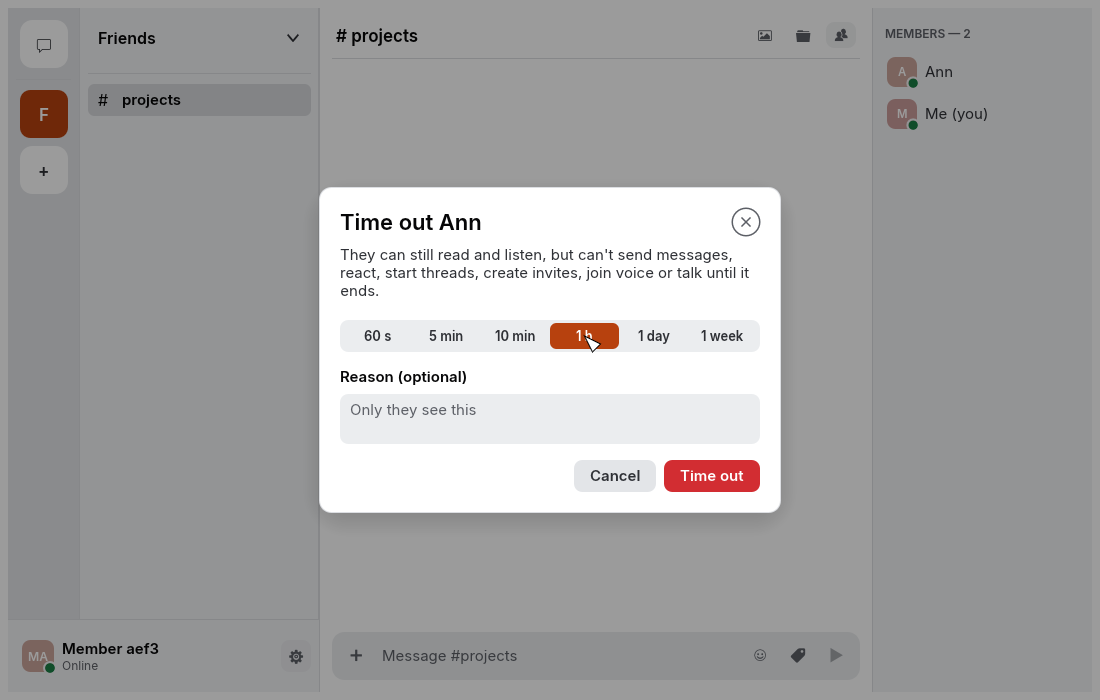 Friends
# projects
MEMBERS — 2
F
# projects
A Ann
M Me (you)
+
Time out Ann
They can still read and listen, but can't send messages,
react, start threads, create invites, join voice or talk until it
ends.
60 s 5 min 10 min 1 h 1 day 1 week
Reason (optional)
Only they see this
Cancel Time out
MA Member aef3
Online
+ Message #projects